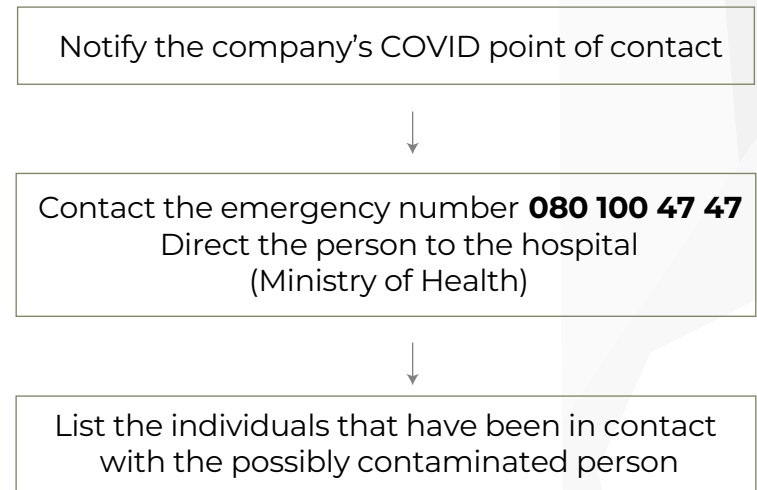 Notify the company’s COVID point of contact
Contact the emergency number 080 100 47 47
Direct the person to the hospital
(Ministry of Health)
List the individuals that have been in contact
with the possibly contaminated person